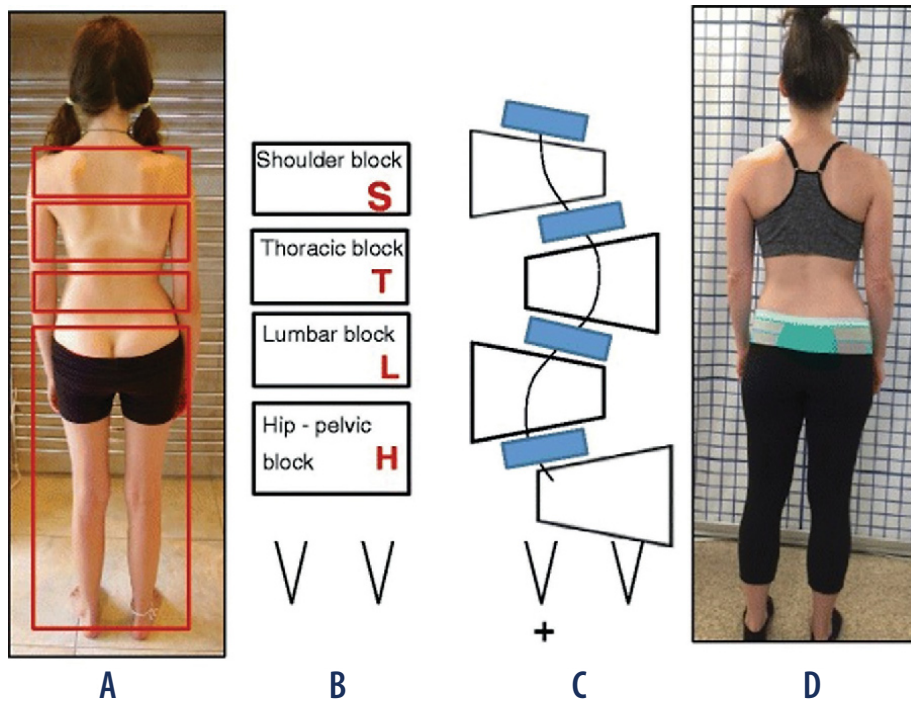 Shoulder block
S
Thoracic block
T
Lumbar block
L
Hip - pelvic
block
H
+
A
B
C
D